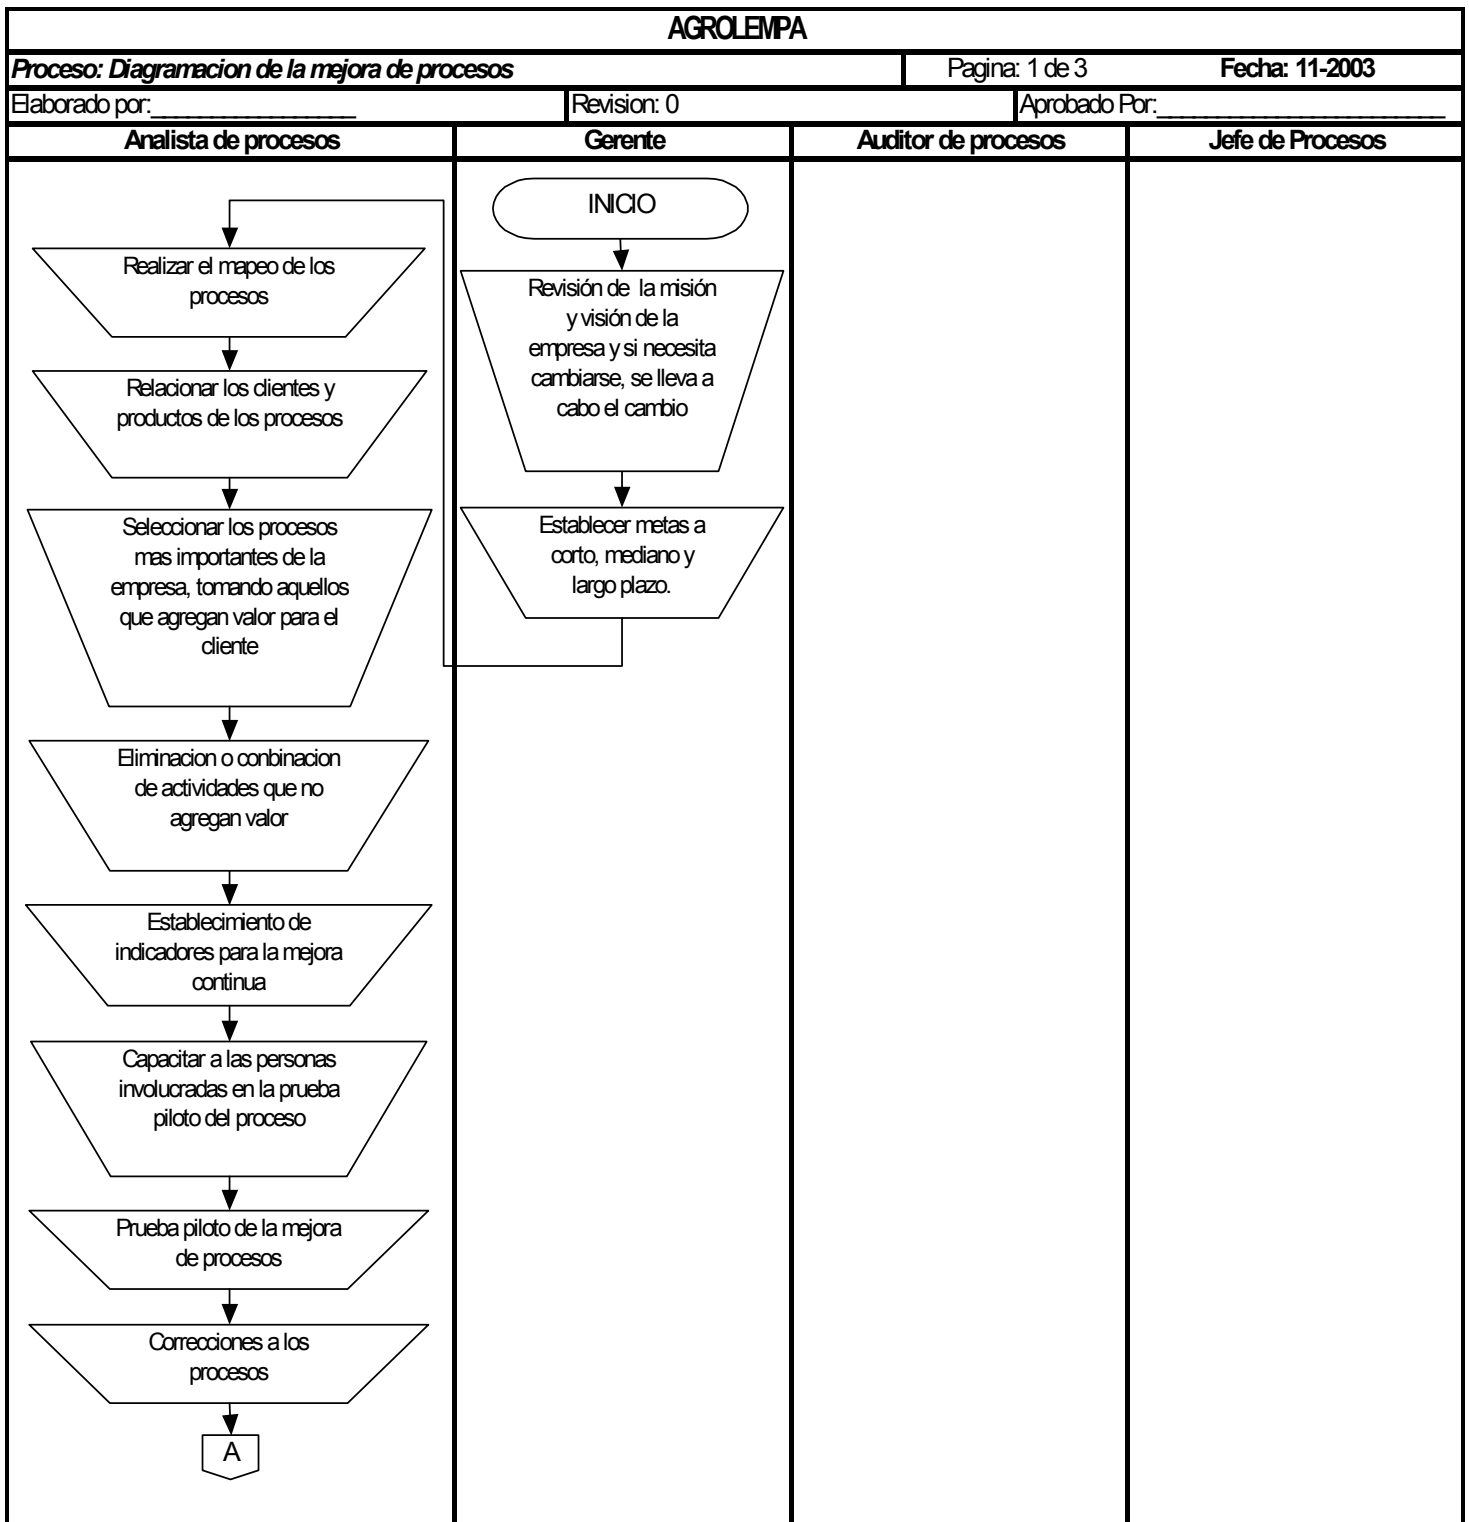 AGROLEMPA
Proceso: Diagramacion de la mejora de procesos
Pagina: 1 de 3
Fecha: 11-2003
Elaborado por:_________________
Revision: 0
Aprobado Por:________________________
Analista de procesos
Gerente
Auditor de procesos
Jefe de Procesos
INICIO
Revisión de la misión
y visión de la
empresa y si necesita
cambiarse, se lleva a
cabo el cambio
Establecer metas a
corto, mediano y
largo plazo.
Realizar el mapeo de los
procesos
Relacionar los clientes y
productos de los procesos
Seleccionar los procesos
mas importantes de la
empresa, tomando aquellos
que agregan valor para el
cliente
Eliminacion o conbinacion
de actividades que no
agregan valor
Establecimiento de
indicadores para la mejora
continua
Capacitar a las personas
involucradas en la prueba
piloto del proceso
Prueba piloto de la mejora
de procesos
Correcciones a los
procesos
A